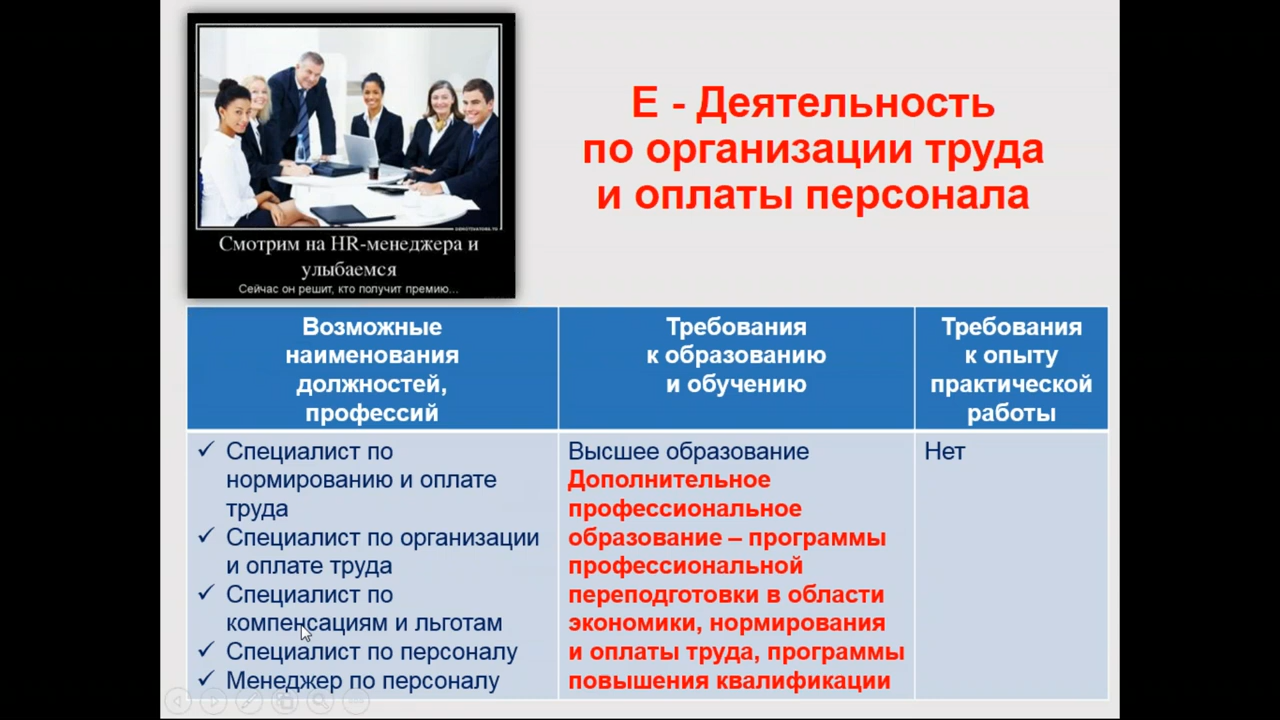 Е - Деятельность
по организации труда
и оплаты персонала
Смотрим на HR-менеджера и
улыбаемся
Сейчас он решит, кто получит премию...
Возможные
наименования
должностей,
профессий
Требования
к образованию
и обучению
Требования
к опыту
практической
работы
Специалист по
нормированию и оплате
труда
Специалист по организации
и оплате труда
Специалист по
компенсациям и льготам
Специалист по персоналу
Менеджер по персоналу
Высшее образование
Дополнительное
профессиональное
образование – программы
профессиональной
переподготовки в области
экономики, нормирования
и оплаты труда, программы
повышения квалификации
Нет